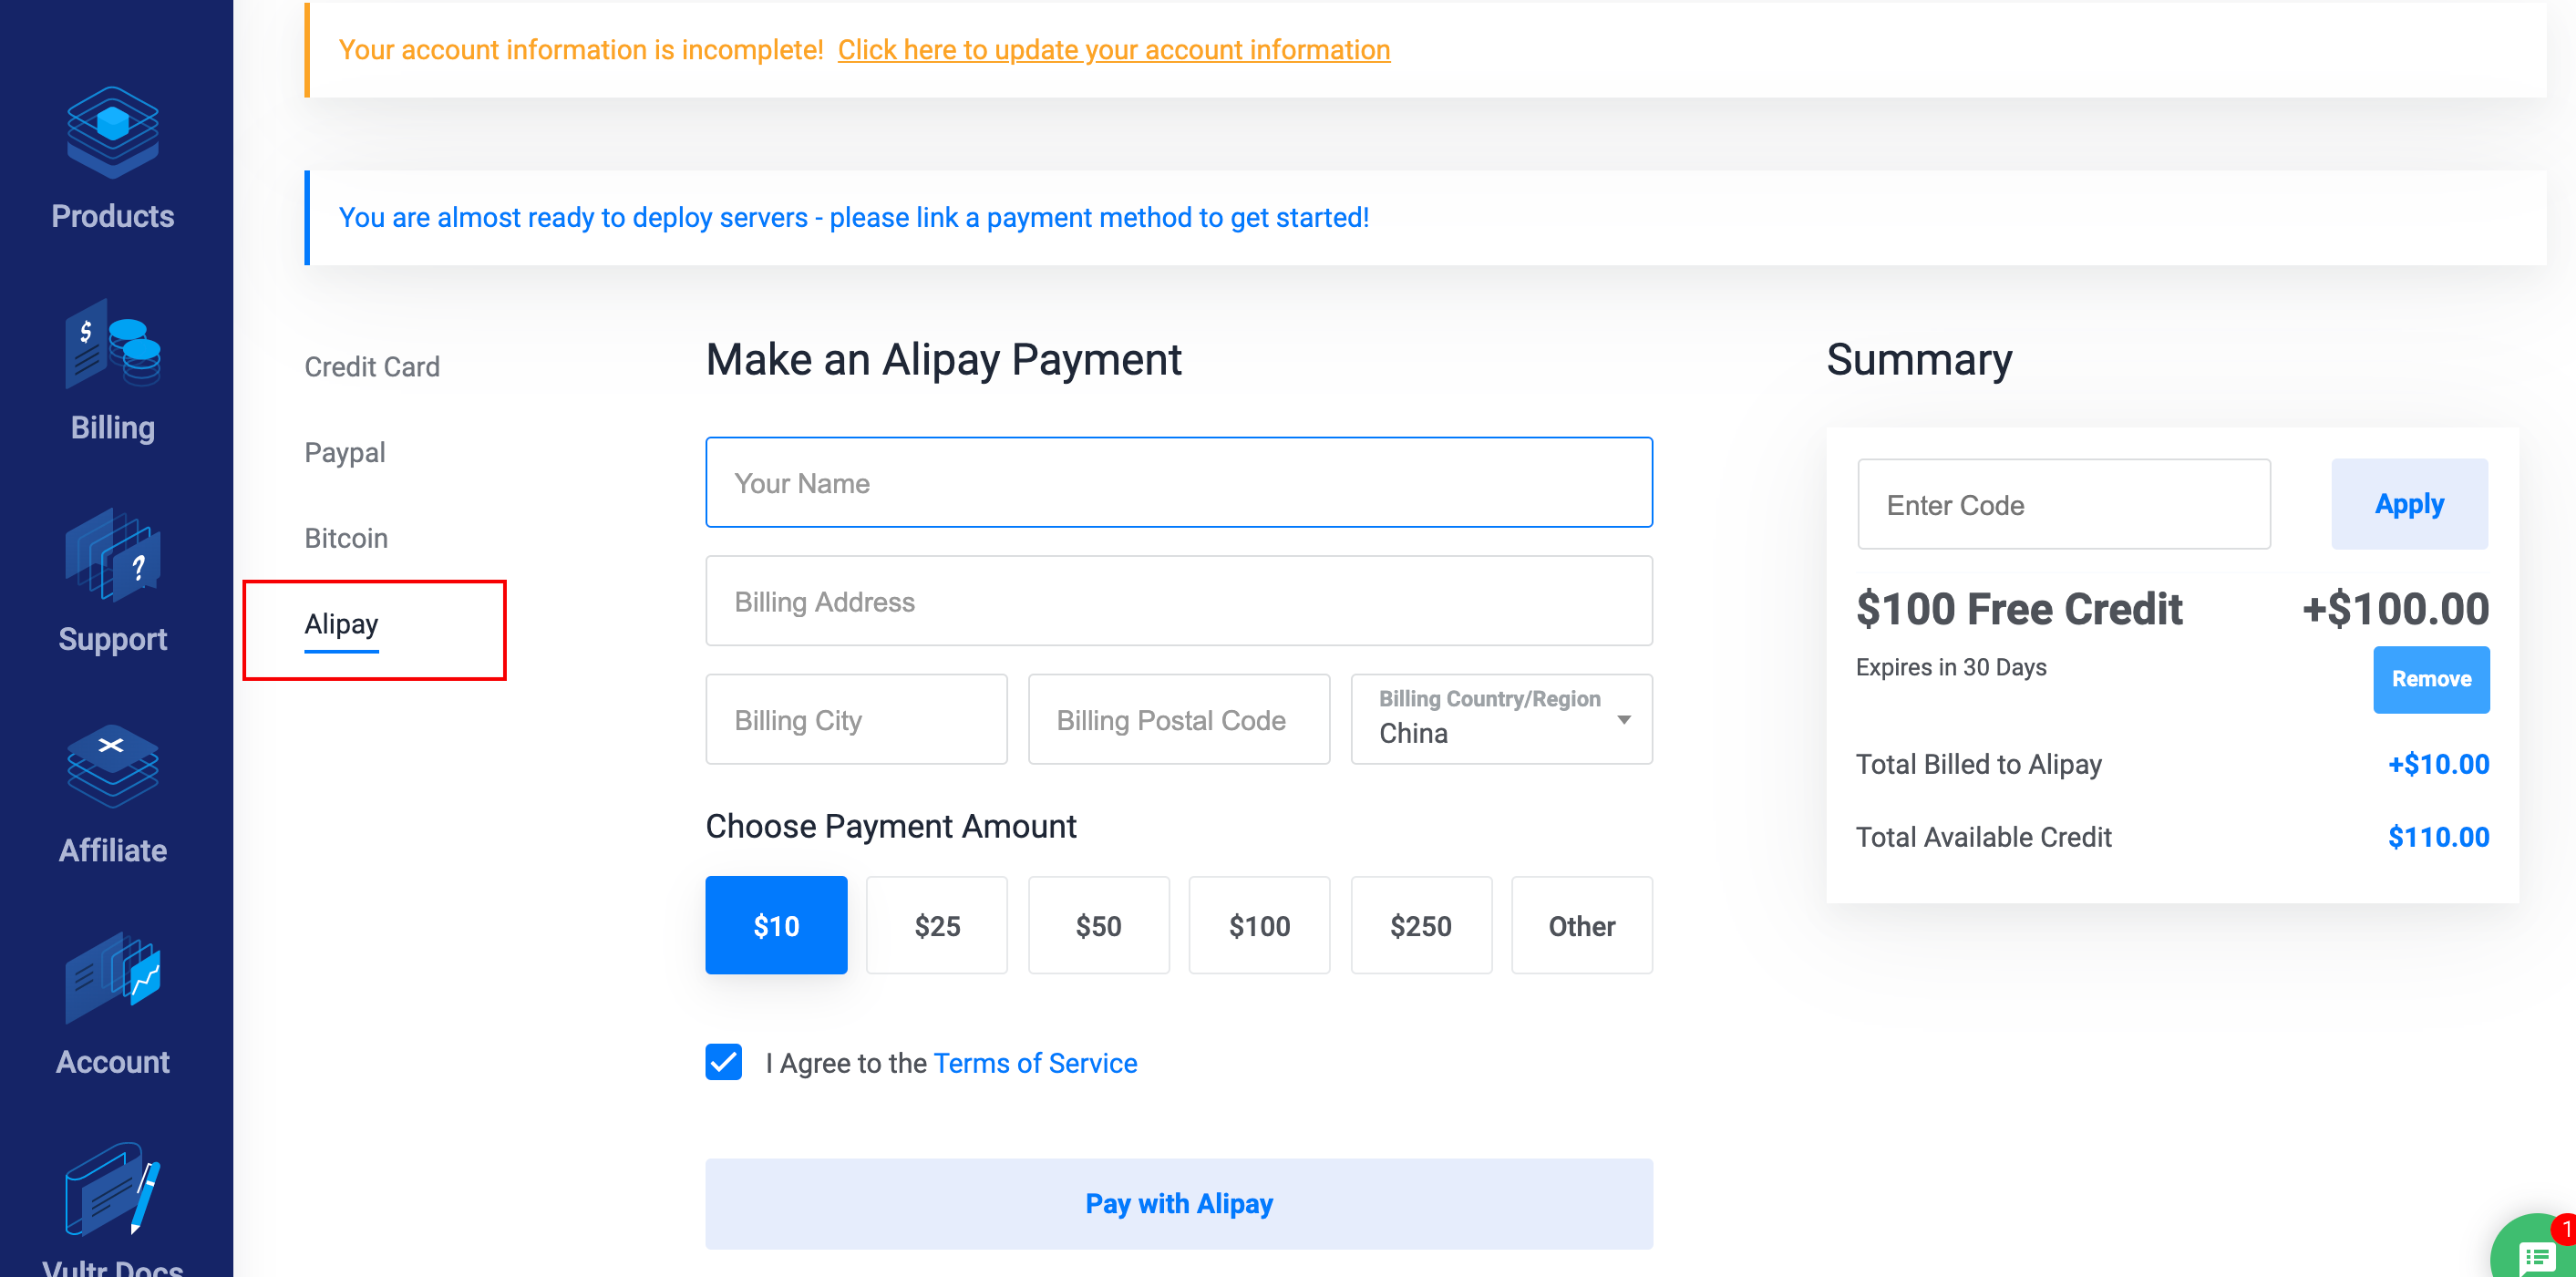 Your account information is incomplete! Click here to update your account information
You are almost ready to deploy servers - please link a payment method to get started!
Products
$
Billing
?
Support
Affiliate
Account
Vultr Docs
Credit Card
Paypal
Bitcoin
Alipay
Make an Alipay Payment
Your Name
Billing Address
Billing City
Billing Postal Code
Billing Country/Region
China
Choose Payment Amount
$10
$25
$50
$100
$250
Other
I Agree to the Terms of Service
Pay with Alipay
Summary
Enter Code
Apply
$100 Free Credit +$100.00
Expires in 30 Days
Remove
Total Billed to Alipay +$10.00
Total Available Credit $110.00
1